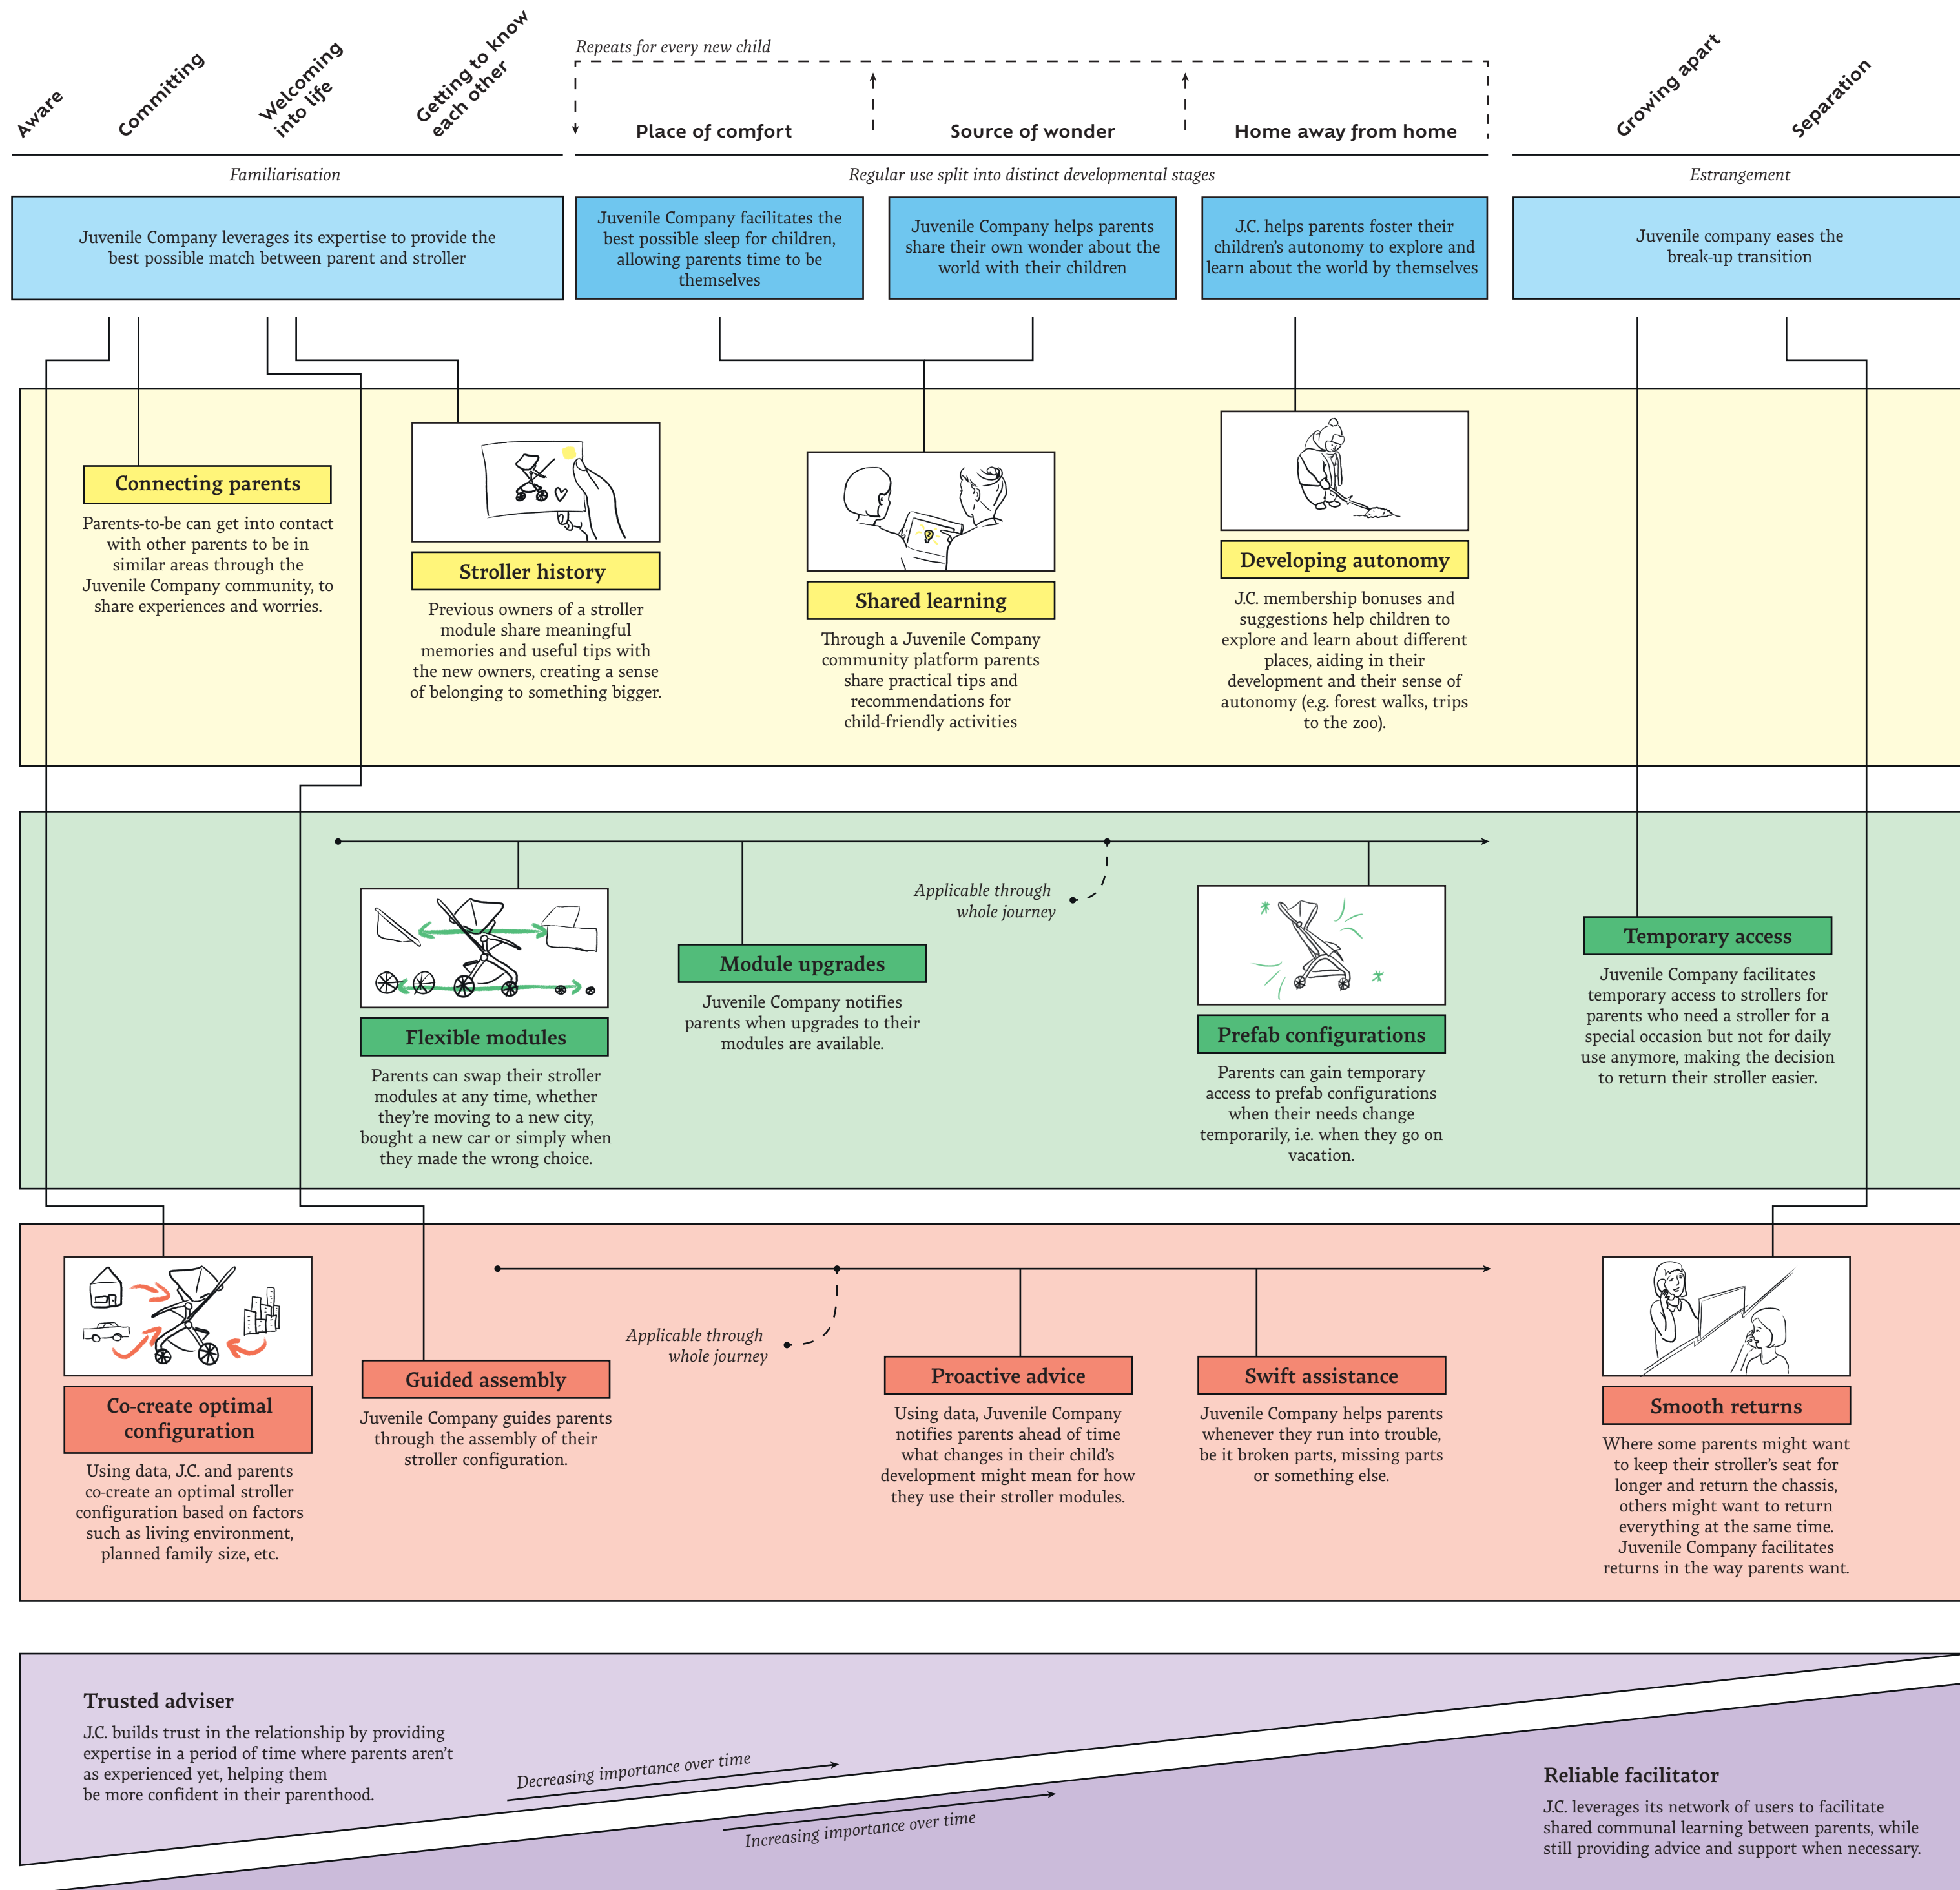 Aware
Committing
Welcoming
into life
Getting to know
each other
Repeats for every new child
Place of comfort
Source of wonder
Home away from home
Growing apart
Separation
Familiarisation
Regular use split into distinct developmental stages
Estrangement
Juvenile Company leverages its expertise to provide the
best possible match between parent and stroller
Juvenile Company facilitates the
best possible sleep for children,
allowing parents time to be
themselves
Juvenile Company helps parents
share their own wonder about the
world with their children
J.C. helps parents foster their
children's autonomy to explore and
learn about the world by themselves
Juvenile company eases the
break-up transition
Connecting parents
Parents-to-be can get into contact
with other parents to be in
similar areas through the
Juvenile Company community, to
share experiences and worries.
Stroller history
Previous owners of a stroller
module share meaningful
memories and useful tips with
the new owners, creating a sense
of belonging to something bigger.
Shared learning
Through a Juvenile Company
community platform parents
share practical tips and
recommendations for
child-friendly activities
Developing autonomy
J.C. membership bonuses and
suggestions help children to
explore and learn about different
places, aiding in their
development and their sense of
autonomy (e.g. forest walks, trips
to the zoo).
Flexible modules
Parents can swap their stroller
modules at any time, whether
they're moving to a new city,
bought a new car or simply when
they made the wrong choice.
Module upgrades
Juvenile Company notifies
parents when upgrades to their
modules are available.
Applicable through
whole journey
Prefab configurations
Parents can gain temporary
access to prefab configurations
when their needs change
temporarily, i.e. when they go on
vacation.
Temporary access
Juvenile Company facilitates
temporary access to strollers for
parents who need a stroller for a
special occasion but not for daily
use anymore, making the decision
to return their stroller easier.
Co-create optimal
configuration
Using data, J.C. and parents
co-create an optimal stroller
configuration based on factors
such as living environment,
planned family size, etc.
Guided assembly
Juvenile Company guides parents
through the assembly of their
stroller configuration.
Applicable through
whole journey
Proactive advice
Using data, Juvenile Company
notifies parents ahead of time
what changes in their child's
development might mean for how
they use their stroller modules.
Swift assistance
Juvenile Company helps parents
whenever they run into trouble,
be it broken parts, missing parts
or something else.
Smooth returns
Where some parents might want
to keep their stroller's seat for
longer and return the chassis,
others might want to return
everything at the same time.
Juvenile Company facilitates
returns in the way parents want.
Trusted adviser
J.C. builds trust in the relationship by providing
expertise in a period of time where parents aren't
as experienced yet, helping them
be more confident in their parenthood.
Decreasing importance over time
Increasing importance over time
Reliable facilitator
J.C. leverages its network of users to facilitate
shared communal learning between parents, while
still providing advice and support when necessary.